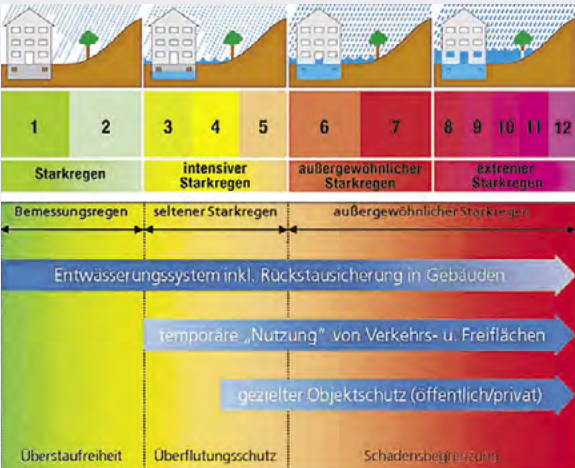 1 2 3 4 5 6 7 8 9 10 11 12
Starkregen
intensiver
Starkregen
außergewöhnlicher
Starkregen
extremer
Starkregen
Bemessungsregen seltener Starkregen außergewöhnlicher Starkregen
Entwässerungssystem inkl. Rückstausicherung in Gebäuden
temporäre „Nutzung” von Verkehrs- u. Freiflächen
gezielter Objektschutz (öffentlich/privat)
Überstaufreiheit Überflutungsschutz Schadensbegrenzung